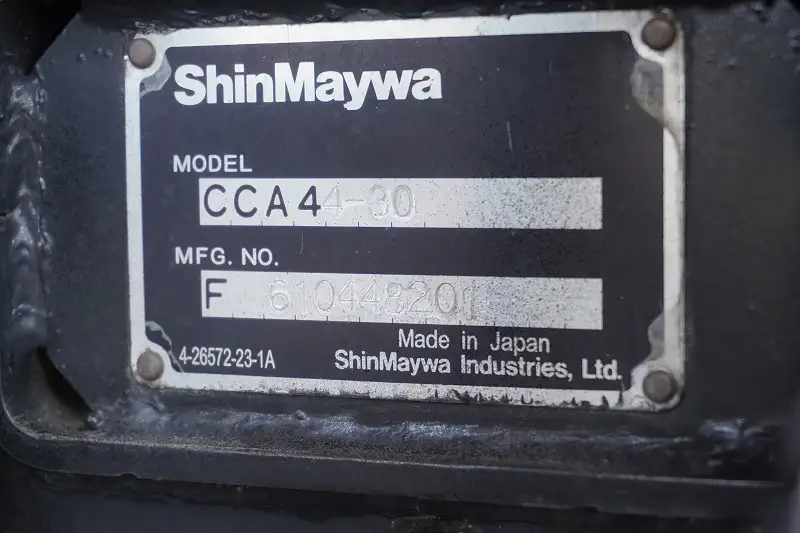 ShinMaywa
MODEL
CCA44-30
MFG. NO.
F 610448201
Made in Japan
4-26572-23-1A
ShinMaywa Industries, Ltd.